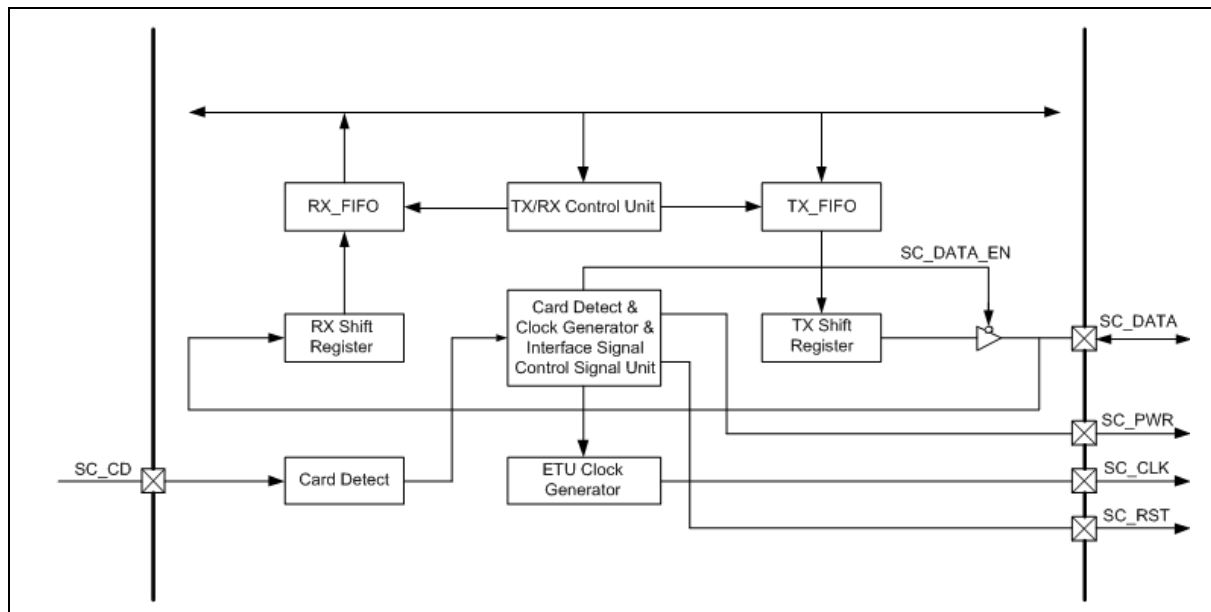 RX_FIFO
TX/RX Control Unit
TX_FIFO
SC_DATA_EN
RX Shift
Register
Card Detect &
Clock Generator &
Interface Signal
Control Signal Unit
TX Shift
Register
SC_DATA
SC_PWR
SC_CD
Card Detect
ETU Clock
Generator
SC_CLK
SC_RST